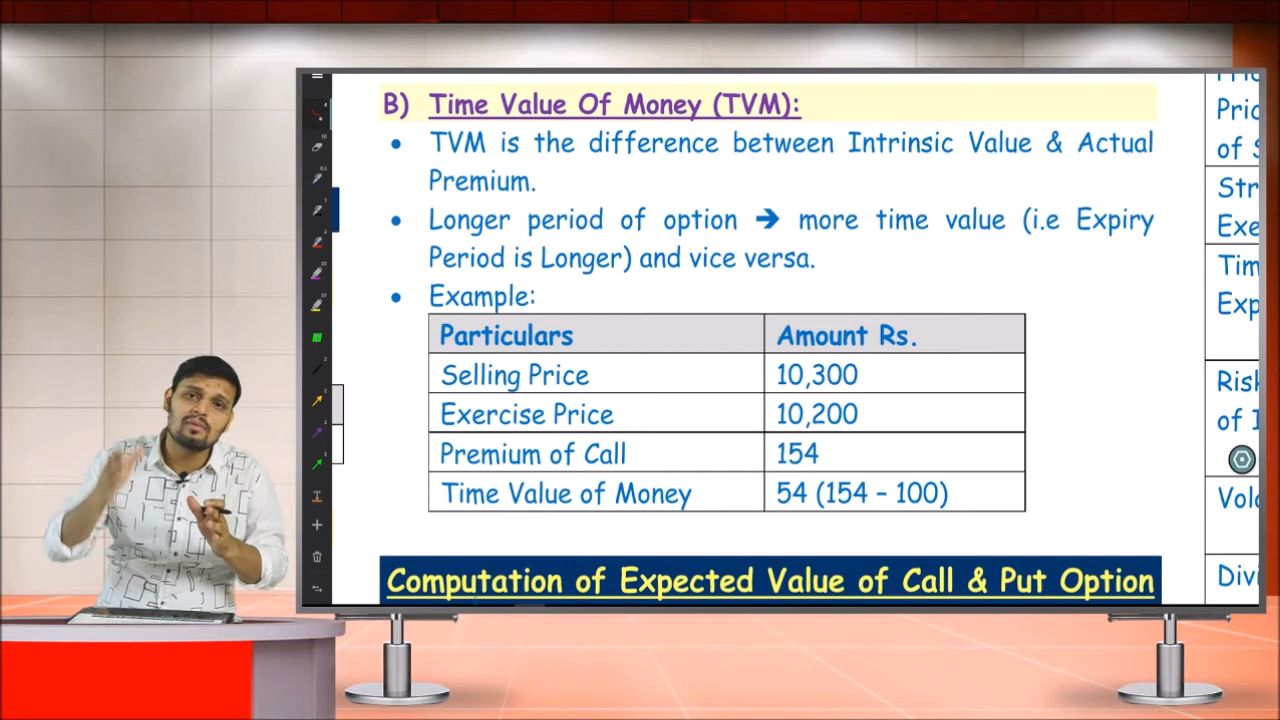 B) Time Value Of Money (TVM):
• TVM is the difference between Intrinsic Value & Actual
Premium.
• Longer period of option ➔ more time value (i.e Expiry
Period is Longer) and vice versa.
• Example:
Particulars Amount Rs.
Selling Price 10,300
Exercise Price 10,200
Premium of Call 154
Time Value of Money 54 (154 – 100)
Computation of Expected Value of Call & Put Option